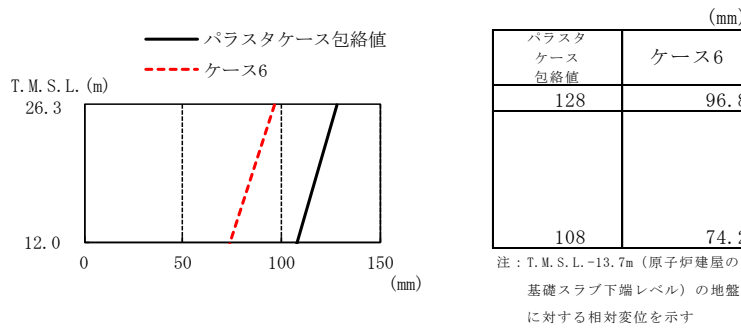 パラスタケース包絡値
ケース6
T.M.S.L.(m)
26.3
12.0
0 50 100 150
(mm)
(mm)
パラスタ
ケース
包絡値
ケース6
128 96.8
108 74.2
注：T.M.S.L.-13.7m（原子炉建屋の
基礎スラブ下端レベル）の地盤
に対する相対変位を示す